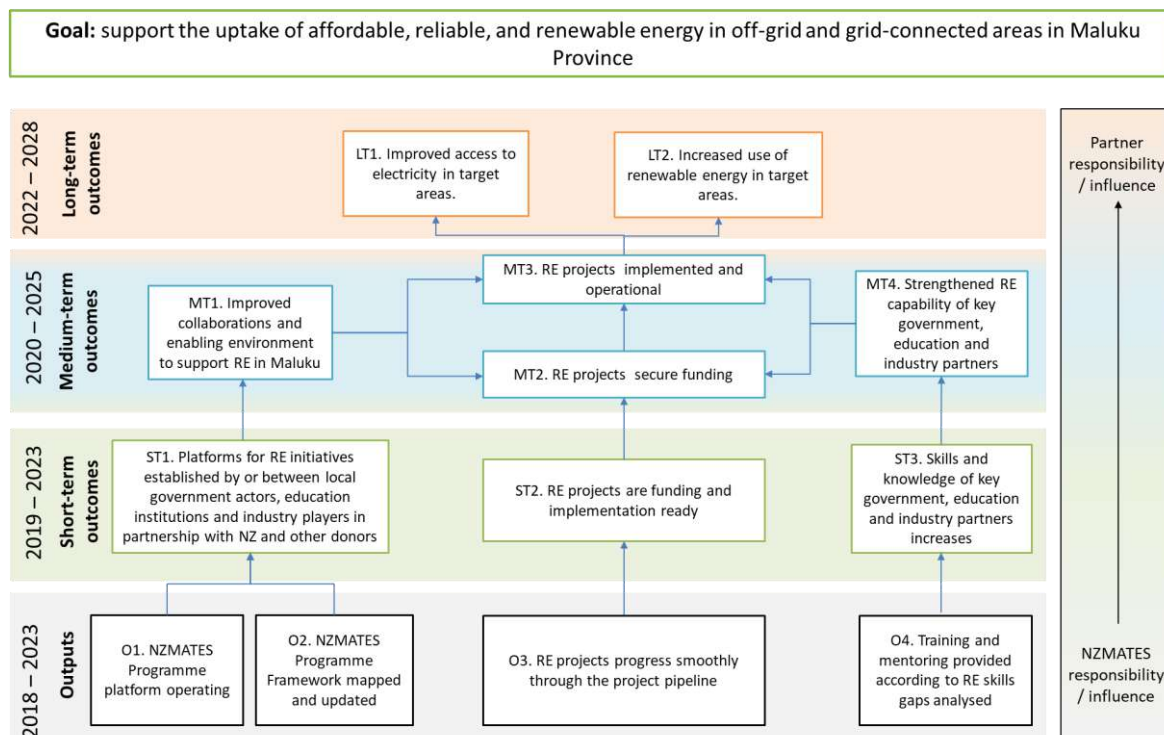 Goal: support the uptake of affordable, reliable, and renewable energy in off-grid and grid-connected areas in Maluku
Province
2022 – 2028
Long-term
outcomes
LT1. Improved access to
electricity in target
areas.
LT2. Increased use of
renewable energy in target
areas.
2020 – 2025
Medium-term
outcomes
MT1. Improved
collaborations and
enabling environment
to support RE in Maluku
MT3. RE projects implemented and
operational
MT2. RE projects secure funding
MT4. Strengthened RE
capability of key
government,
education and
industry partners
2019 – 2023
Short-term
outcomes
ST1. Platforms for RE initiatives
established by or between local
government actors, education
institutions and industry players in
partnership with NZ and other donors
ST2. RE projects are funding and
implementation ready
ST3. Skills and
knowledge of key
government, education
and industry partners
increases
2018 – 2023
Outputs
O1. NZMATES
Programme
platform operating
O2. NZMATES
Programme
Framework mapped
and updated
O3. RE projects progress smoothly
through the project pipeline
O4. Training and
mentoring provided
according to RE skills
gaps analysed
Partner
responsibility
/ influence
NZMATES
responsibility
/ influence